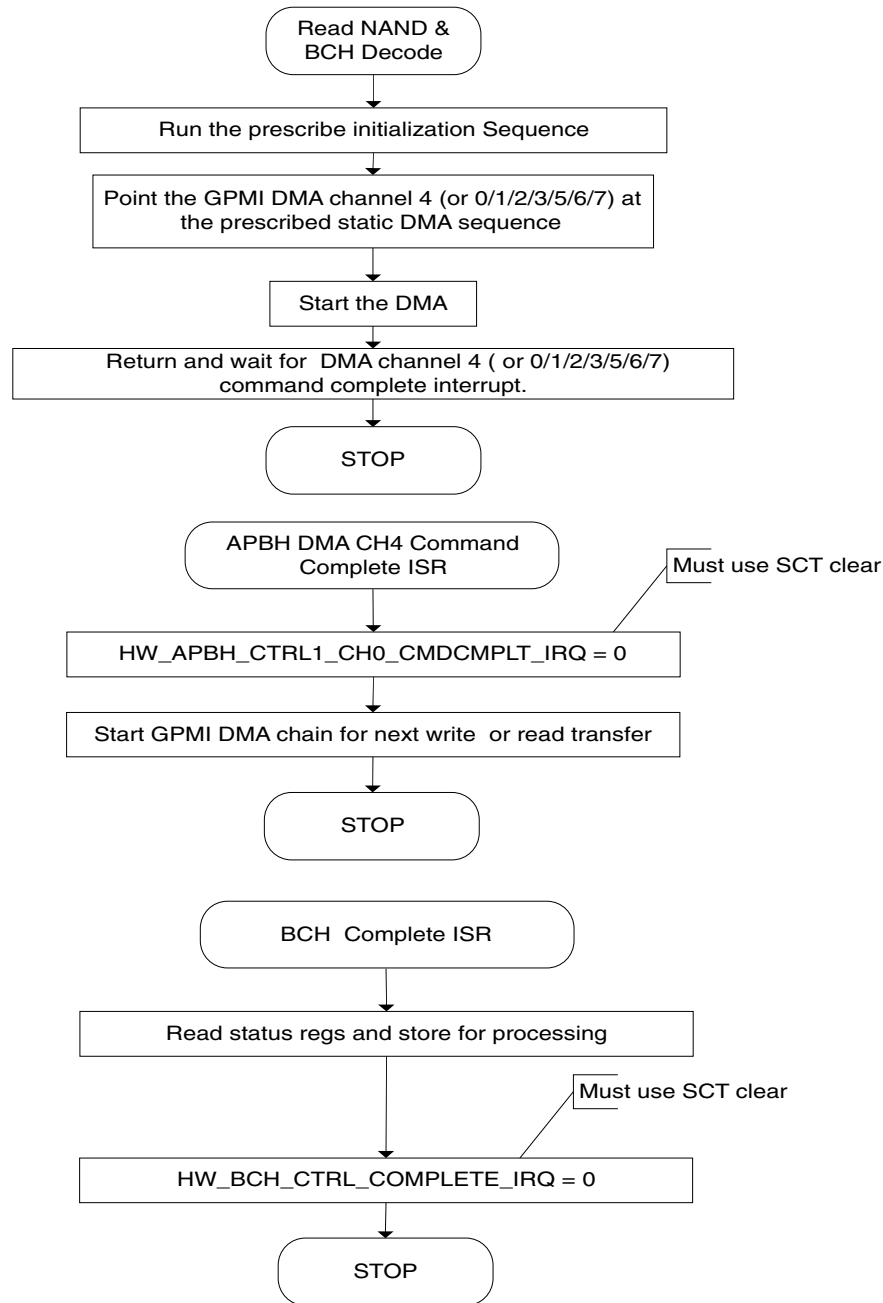 Read NAND &
BCH Decode
Run the prescribe initialization Sequence
Point the GPMI DMA channel 4 (or 0/1/2/3/5/6/7) at
the prescribed static DMA sequence
Start the DMA
Return and wait for DMA channel 4 ( or 0/1/2/3/5/6/7)
command complete interrupt.
STOP
APBH DMA CH4 Command
Complete ISR
Must use SCT clear
HW_APBH_CTRL1_CH0_CMDCMPLT_IRQ = 0
Start GPMI DMA chain for next write or read transfer
STOP
BCH Complete ISR
Read status regs and store for processing
Must use SCT clear
HW_BCH_CTRL_COMPLETE_IRQ = 0
STOP